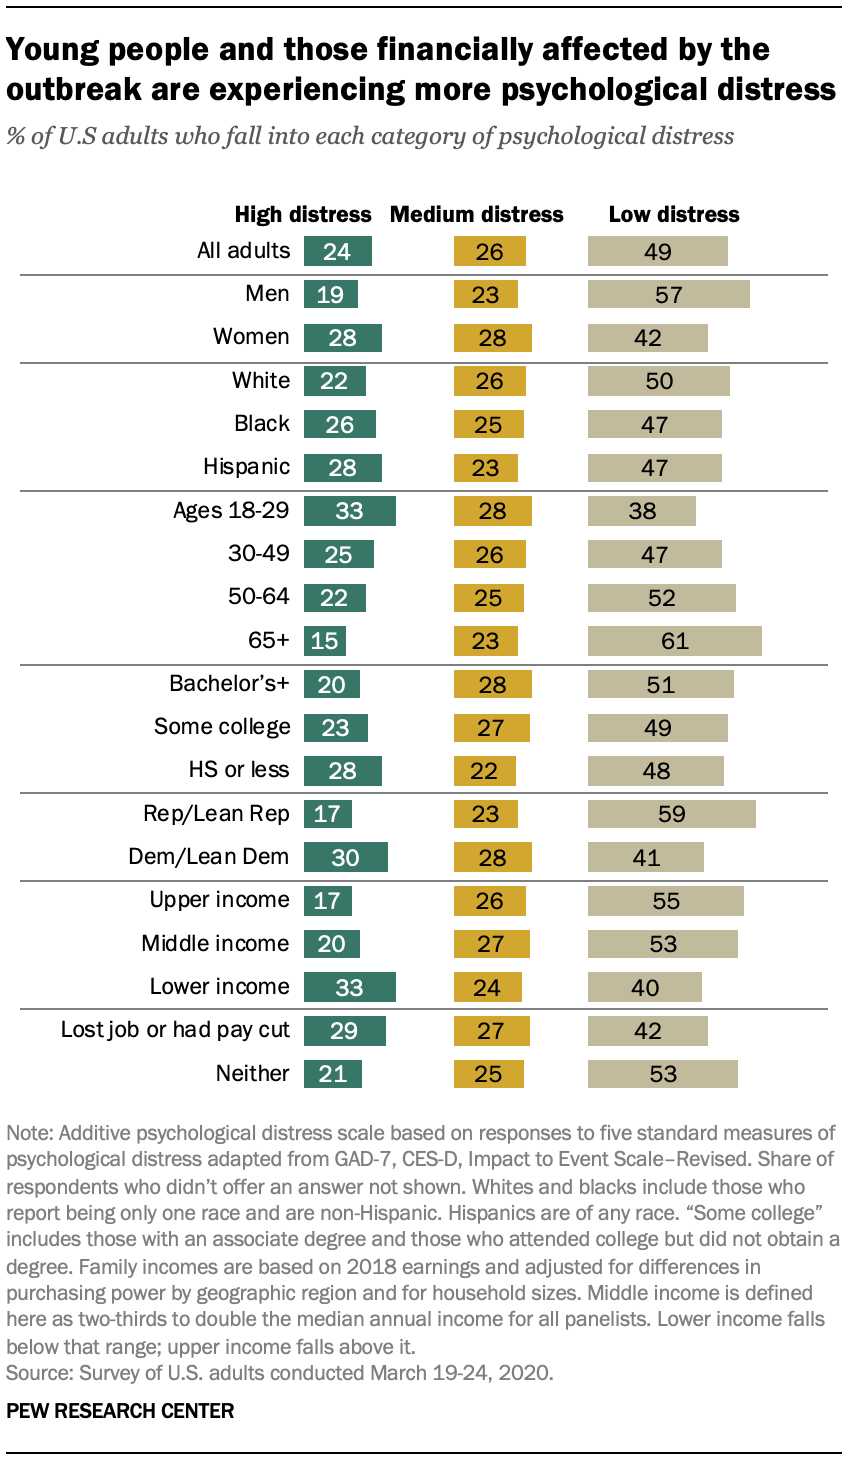 Young people and those financially affected by the
outbreak are experiencing more psychological distress
% of U.S adults who fall into each category of psychological distress
High distress Medium distress Low distress
All adults 24 26 49
Men 19 23 57
Women 28 28 42
White 22 26 50
Black 26 25 47
Hispanic 28 23 47
Ages 18-29 33 28 38
30-49 25 26 47
50-64 22 25 52
65+ 15 23 61
Bachelor's+ 20 28 51
Some college 23 27 49
HS or less 28 22 48
Rep/Lean Rep 17 23 59
Dem/Lean Dem 30 28 41
Upper income 17 26 55
Middle income 20 27 53
Lower income 33 24 40
Lost job or had pay cut 29 27 42
Neither 21 25 53
Note: Additive psychological distress scale based on responses to five standard measures of
psychological distress adapted from GAD-7, CES-D, Impact to Event Scale–Revised. Share of
respondents who didn't offer an answer not shown. Whites and blacks include those who
report being only one race and are non-Hispanic. Hispanics are of any race. “Some college”
includes those with an associate degree and those who attended college but did not obtain a
degree. Family incomes are based on 2018 earnings and adjusted for differences in
purchasing power by geographic region and for household sizes. Middle income is defined
here as two-thirds to double the median annual income for all panelists. Lower income falls
below that range; upper income falls above it.
Source: Survey of U.S. adults conducted March 19-24, 2020.
PEW RESEARCH CENTER